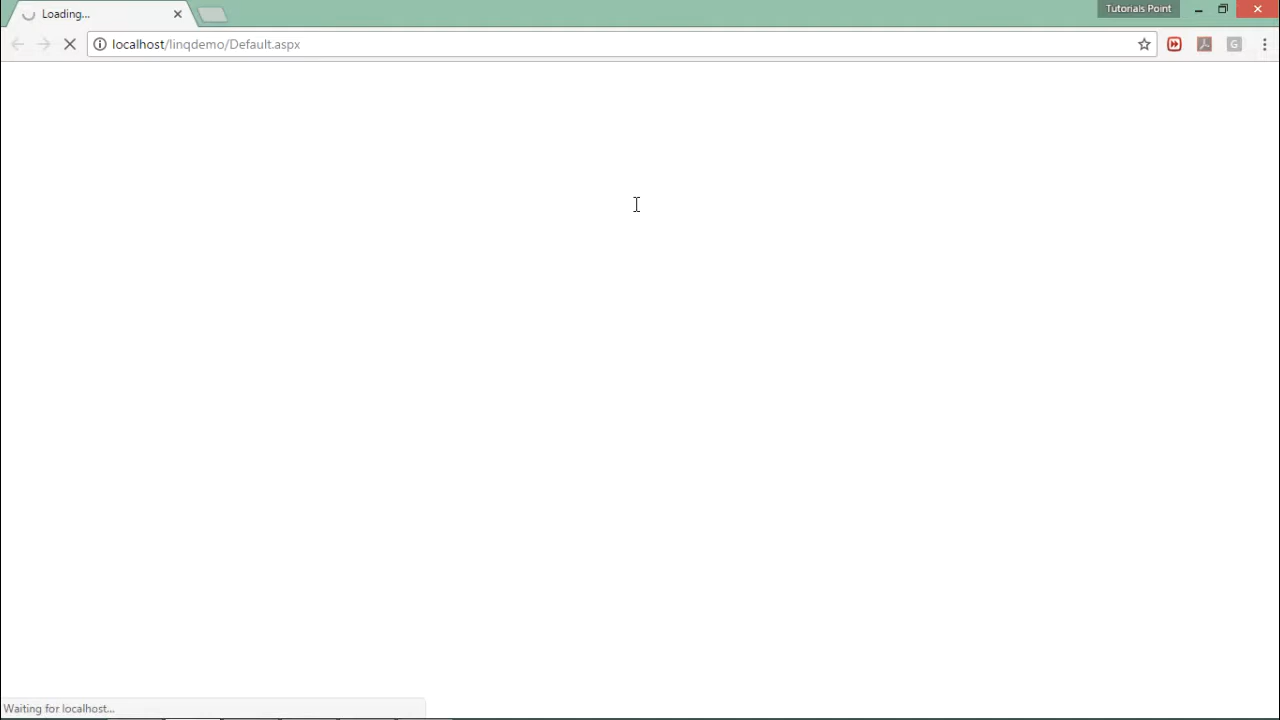 Loading...
Tutorials Point
localhost/linqdemo/Default.aspx
G
Waiting for localhost...